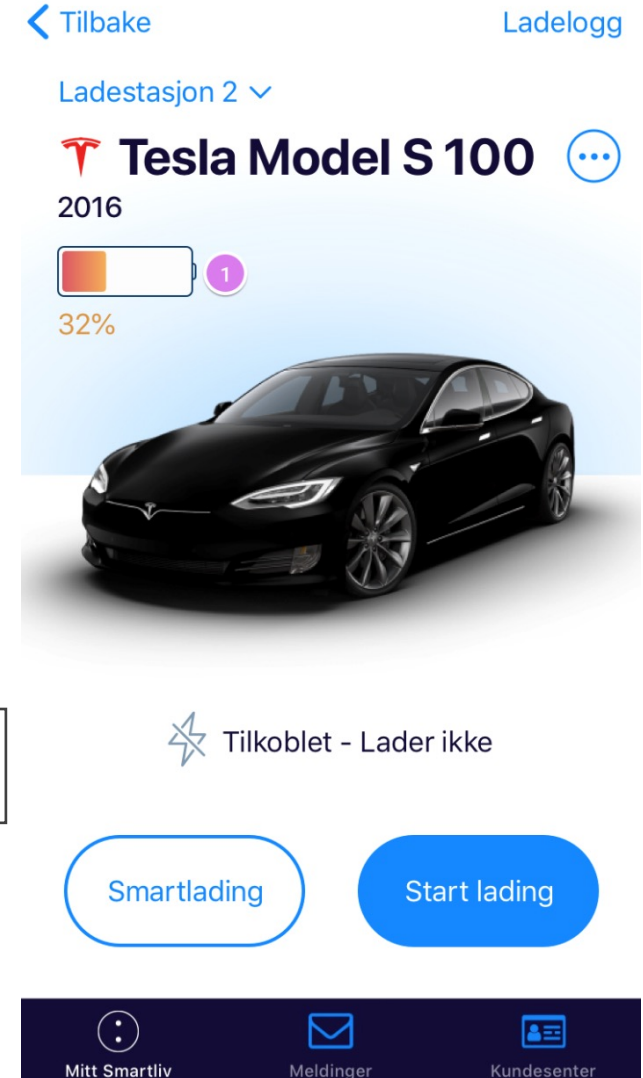 Tilbake
Ladelogg
Ladestasjon 2
Tesla Model S 100
2016
1
32%
Tilkoblet - Lader ikke
Smartlading
Start lading
Mitt Smartliv
Meldinger
Kundesenter